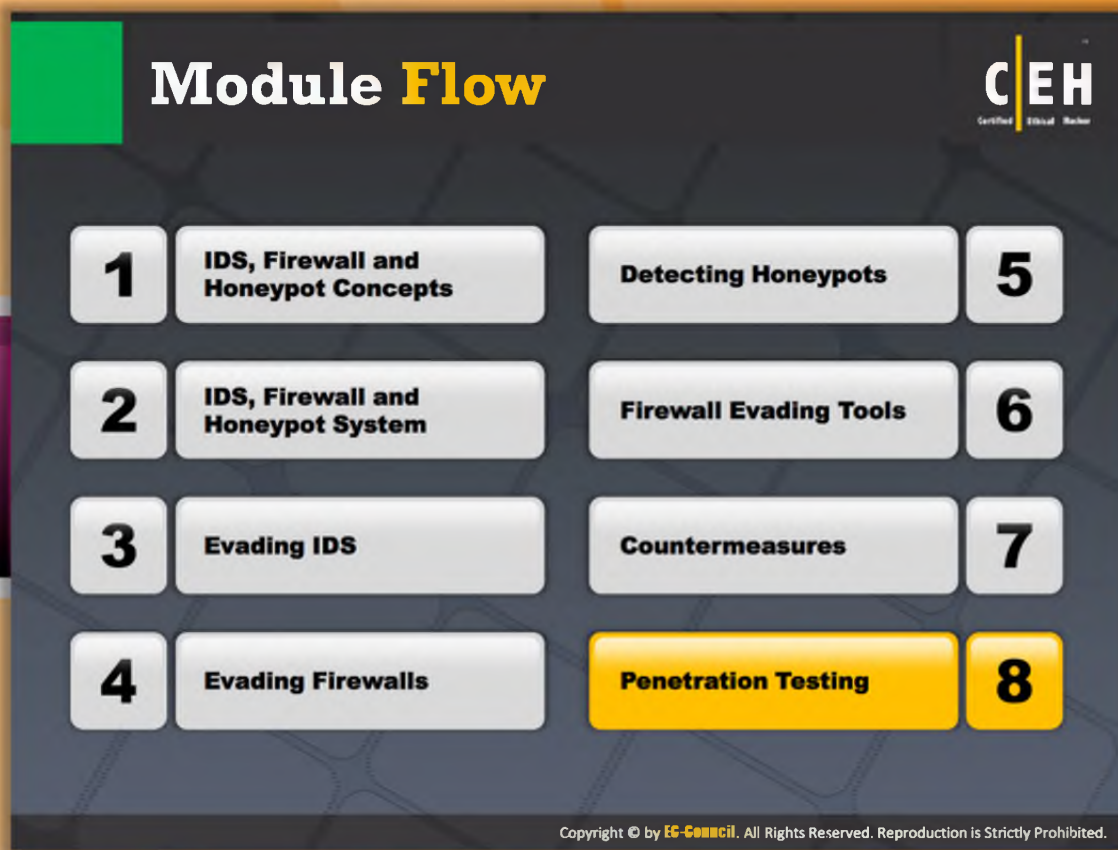 Module Flow
CEH
Certified Ethical Hacker
1
IDS, Firewall and
Honeypot Concepts
2
IDS, Firewall and
Honeypot System
3
Evading IDS
4
Evading Firewalls
Detecting Honeypots
5
Firewall Evading Tools
6
Countermeasures
7
Penetration Testing
8
Copyright © by EC-Council. All Rights Reserved. Reproduction is Strictly Prohibited.